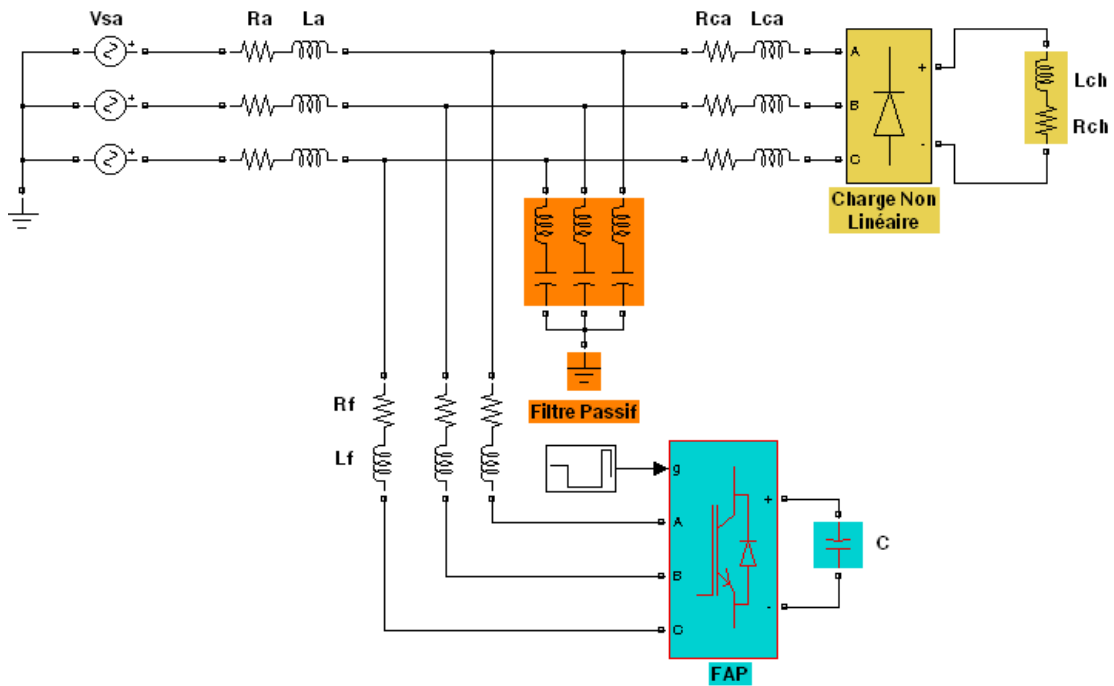 Vsa
Ra
La
Rca
Lca
+
+
+
A
B
C
+
-
Lch
Rch
Charge Non
Linéaire
Filtre Passif
Rf
Lf
g
A
B
C
+
-
C
FAP